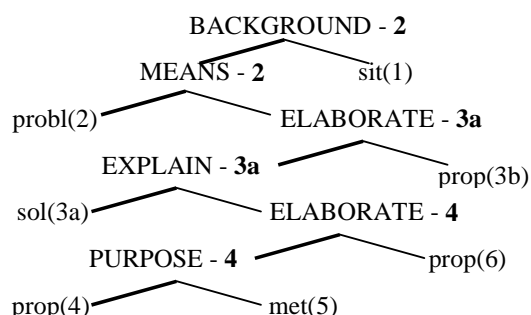 BACKGROUND - 2
MEANS - 2 sit(1)
probl(2) ELABORATE - 3a
EXPLAIN - 3a prop(3b)
sol(3a) ELABORATE - 4
PURPOSE - 4 prop(6)
prop(4) met(5)